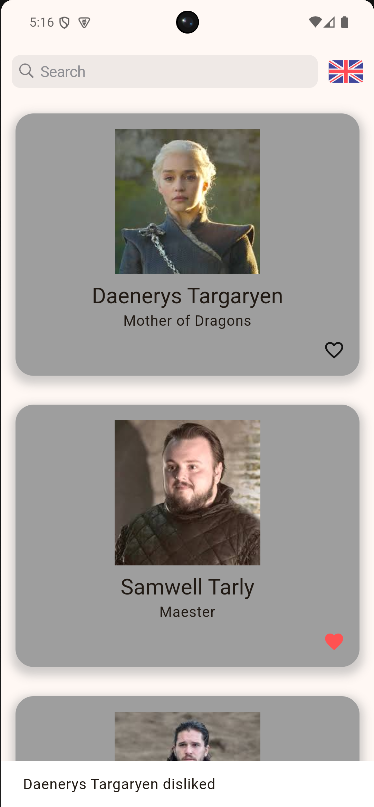 5:16
Search
Daenerys Targaryen
Mother of Dragons
Samwell Tarly
Maester
Daenerys Targaryen disliked